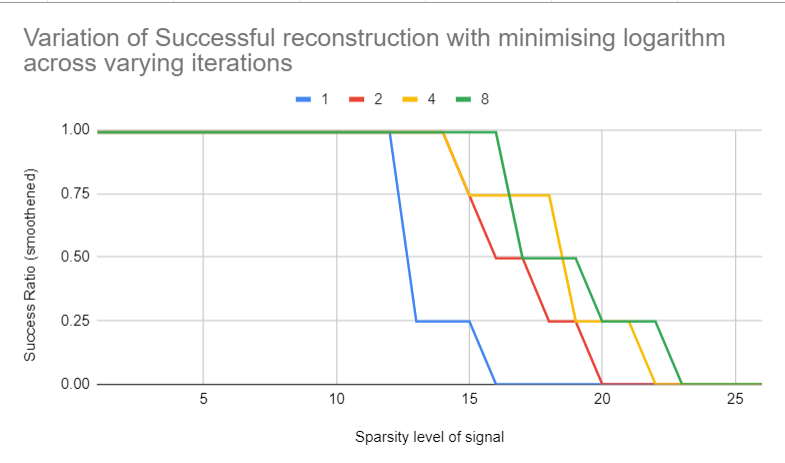 Variation of Successful reconstruction with minimising logarithm
across varying iterations
1 2 4 8
Success Ratio (smoothened)
1.00
0.75
0.50
0.25
0.00
5 10 15 20 25
Sparsity level of signal